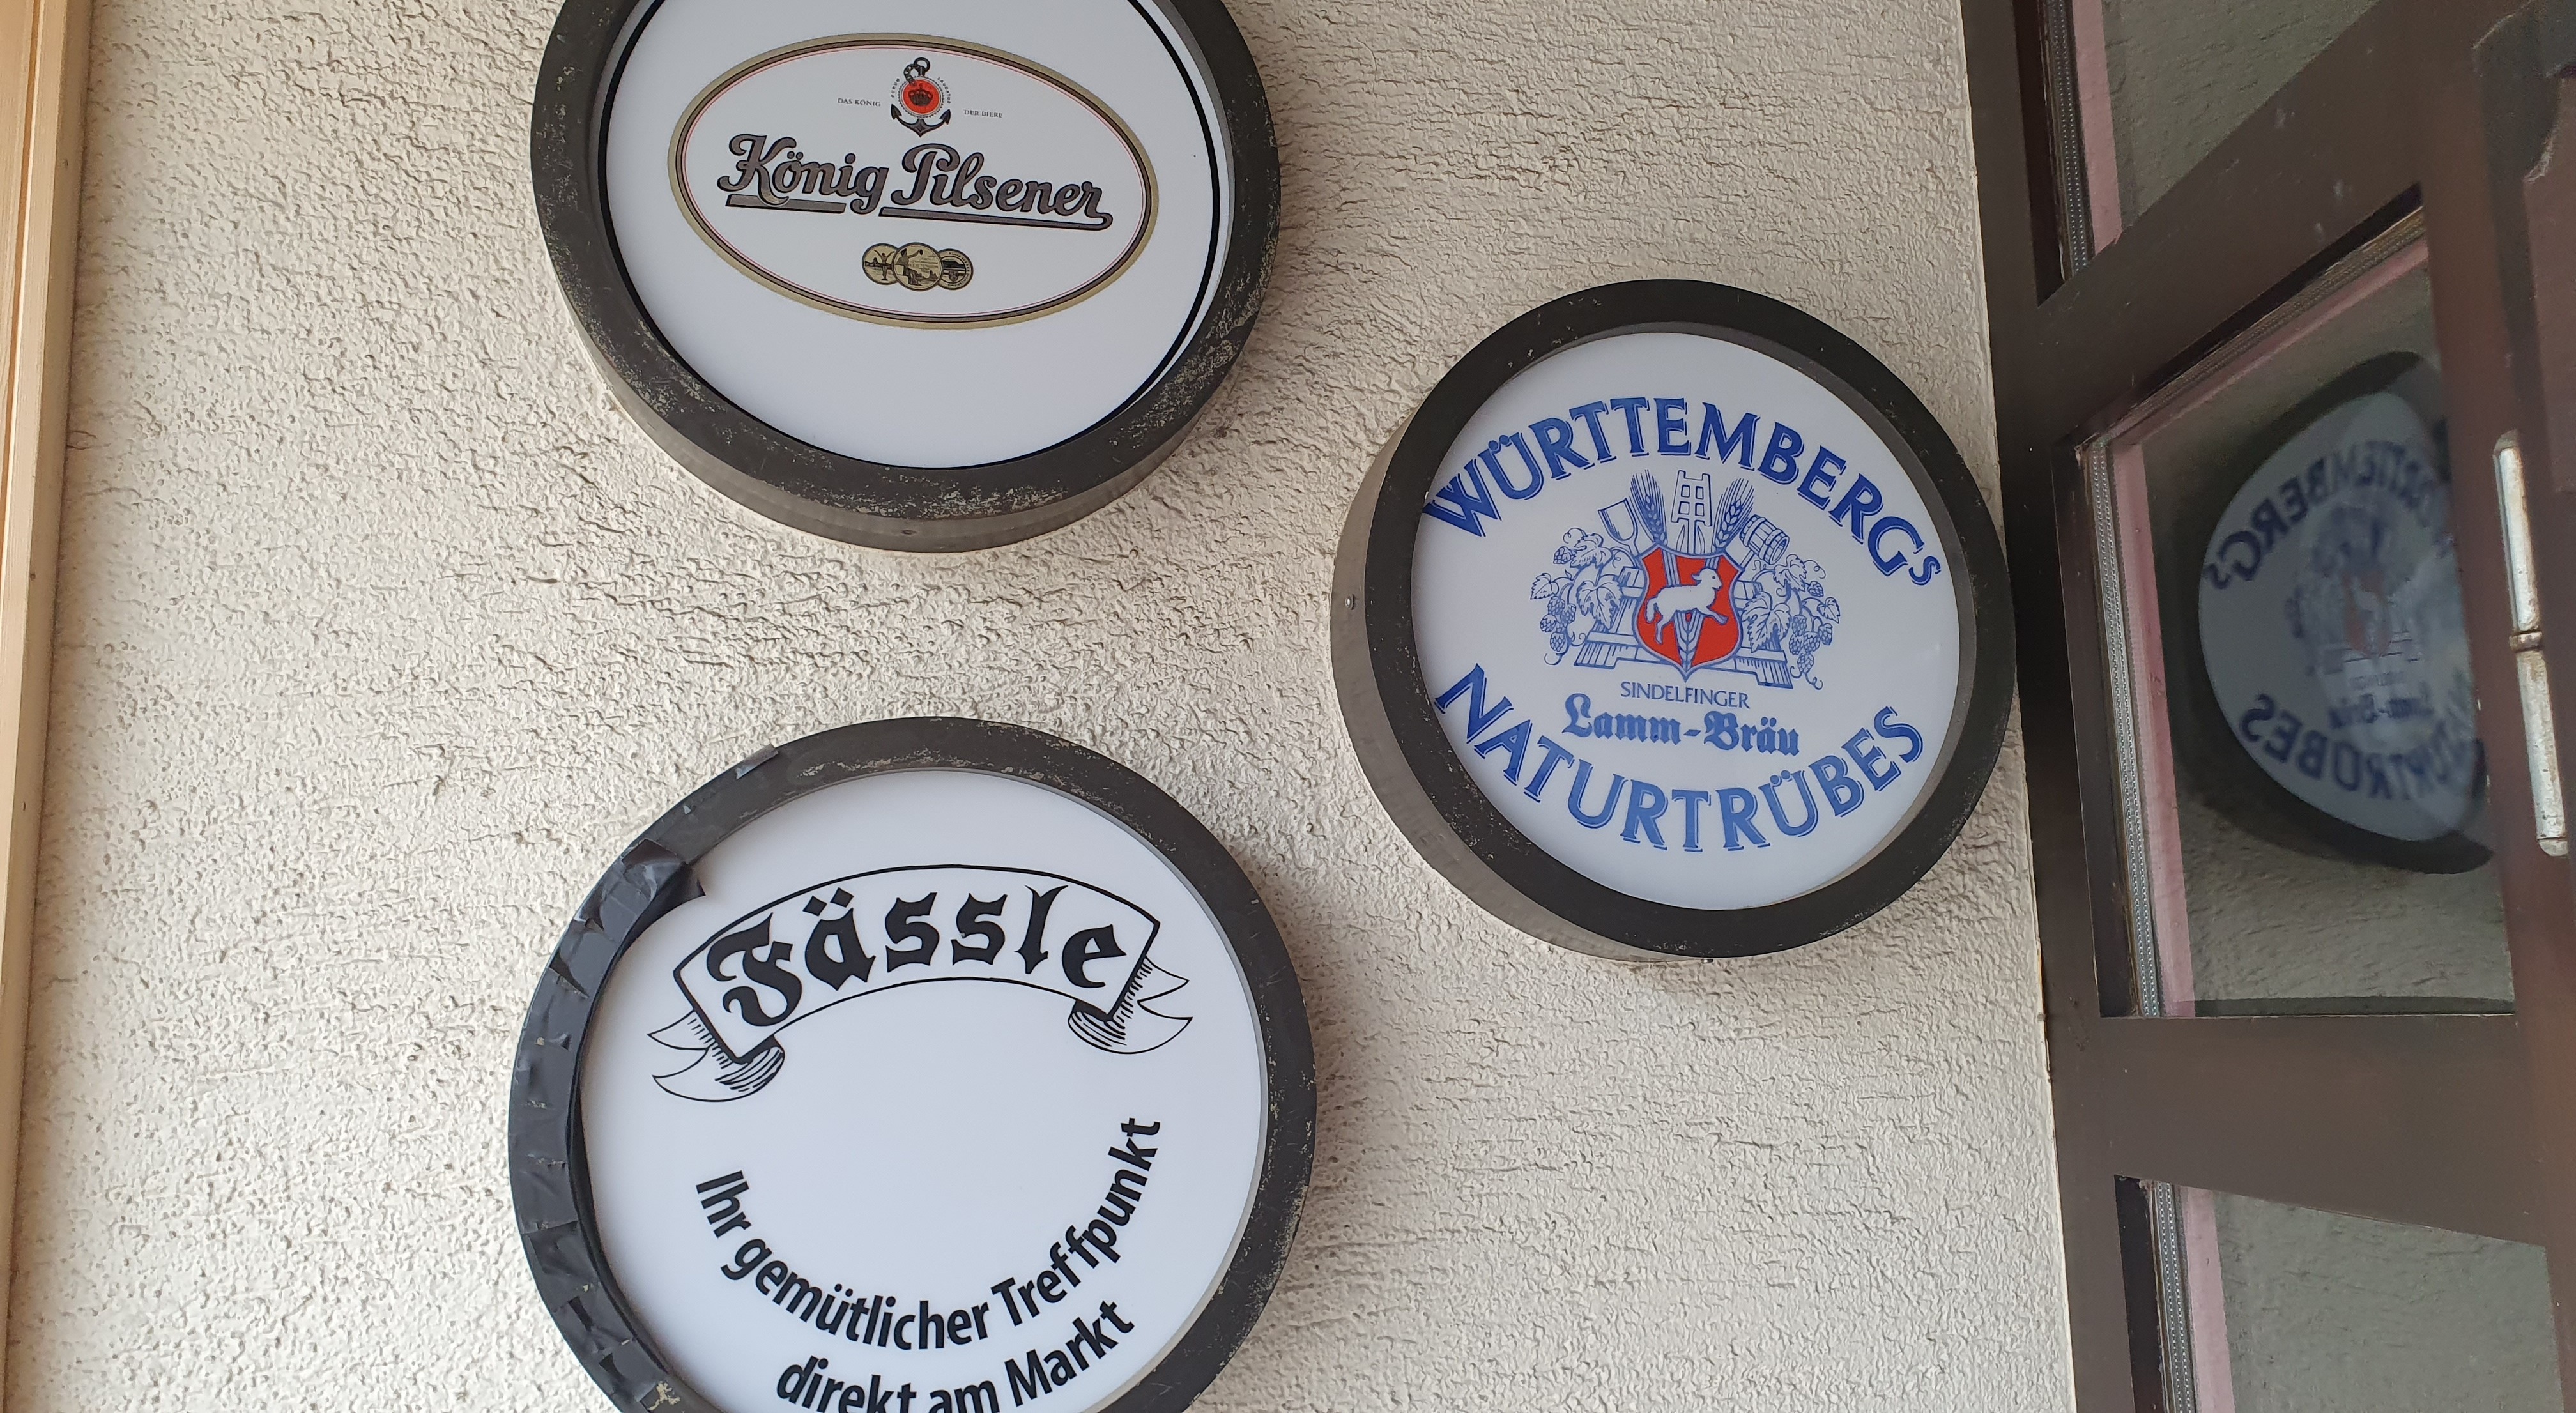 DAS KÖNIG DER BIERE
König Pilsener
WÜRTTEMBERGS
SINDELFINGER
Lamm-Bräu
NATURTRÜBES
Fässle
Ihr gemütlicher Treffpunkt
direkt am Markt